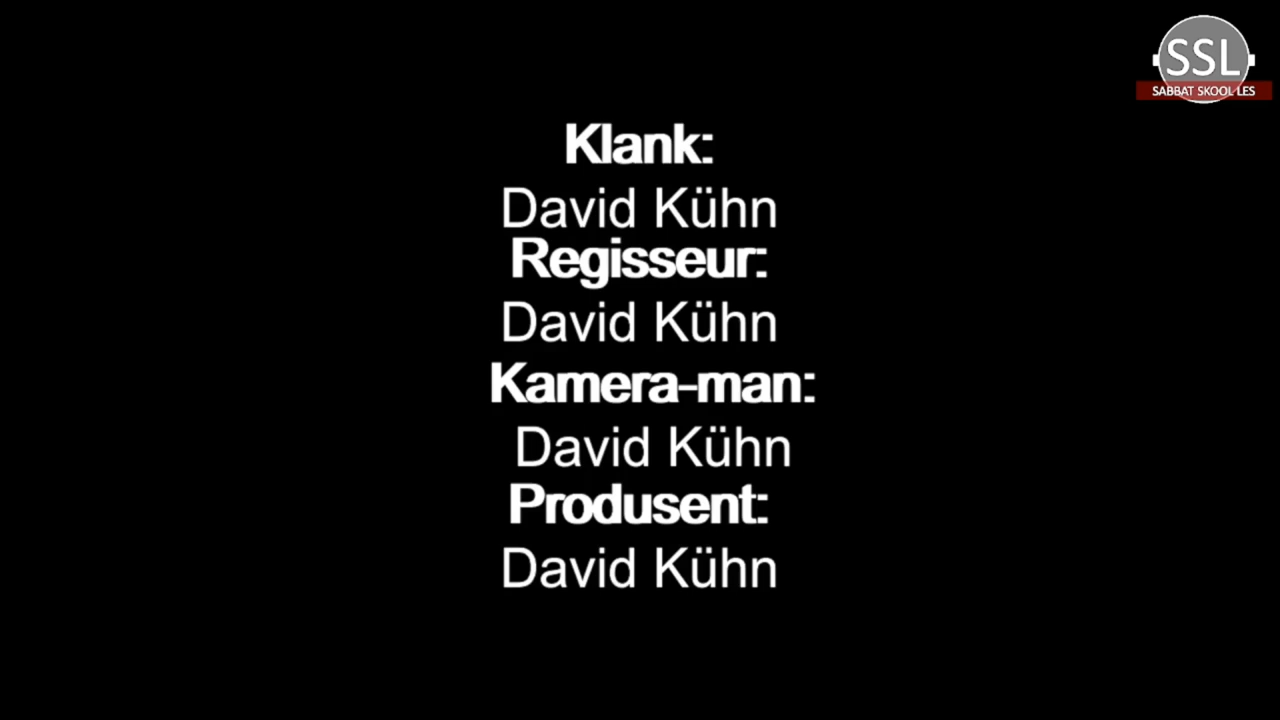 SSL
SABBAT SKOOL LES
Klank:
David Kühn
Regisseur:
David Kühn
Kamera-man:
David Kühn
Produsent:
David Kühn